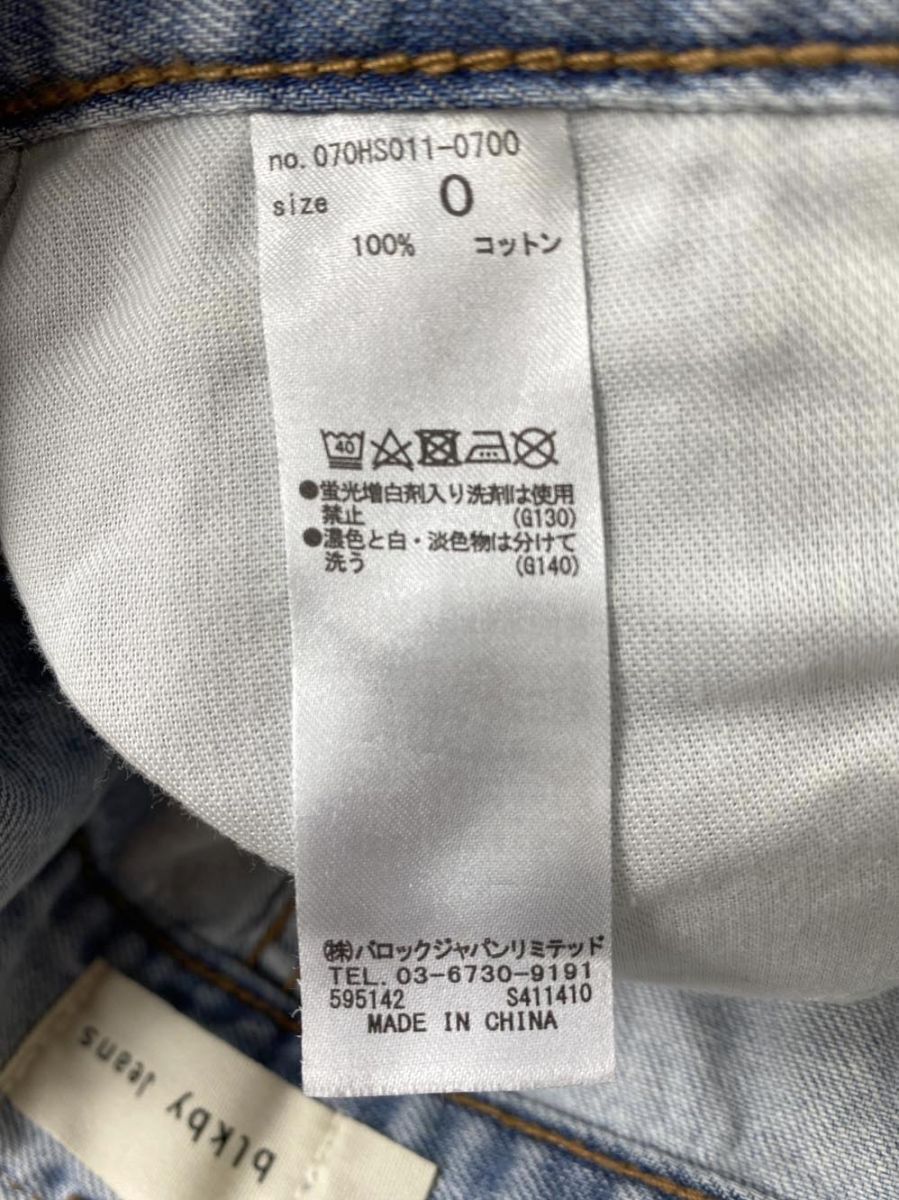 no. 070HS011-0700
size 0
100% コットン
40
●蛍光増白剤入り洗剤は使用
禁止 (G130)
●濃色と白・淡色物は分けて
洗う (G140)
㈱バロックジャパンリミテッド
TEL. 03-6730-9191
595142 S411410
MADE IN CHINA
blkby Jeans